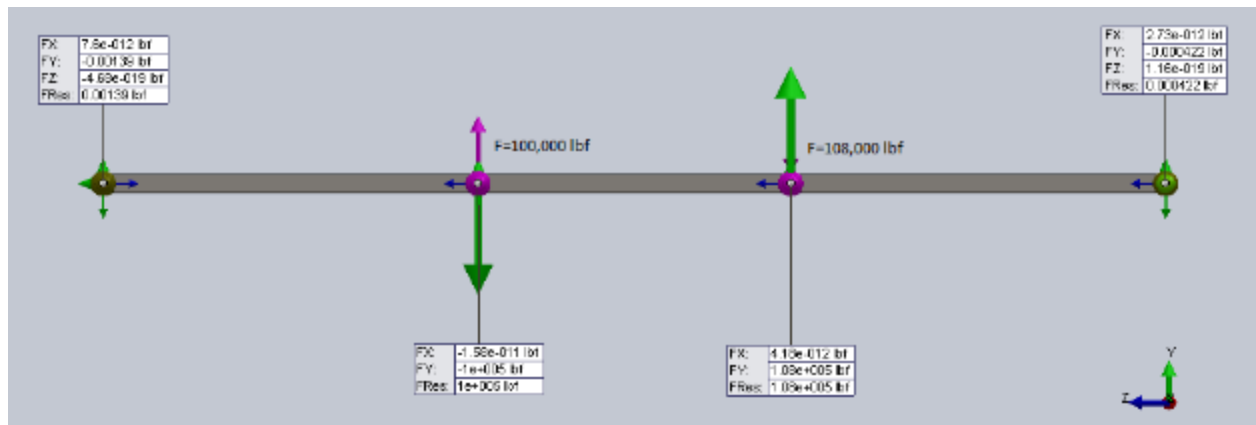 FX: 7.6e-012 lbf
FY: -0.00139 lbf
FZ: -4.69e-019 lbf
FRes: 0.00139 lbf
FX: 2.73e-012 lbf
FY: -0.000422 lbf
FZ: 1.16e-019 lbf
FRes: 0.000422 lbf
F=100,000 lbf
F=108,000 lbf
FX: -1.58e-011 lbf
FY: -1e+005 lbf
FRes: 1e+005 lbf
FX: 4.18e-012 lbf
FY: 1.08e+005 lbf
FRes: 1.08e+005 lbf
Y
Z